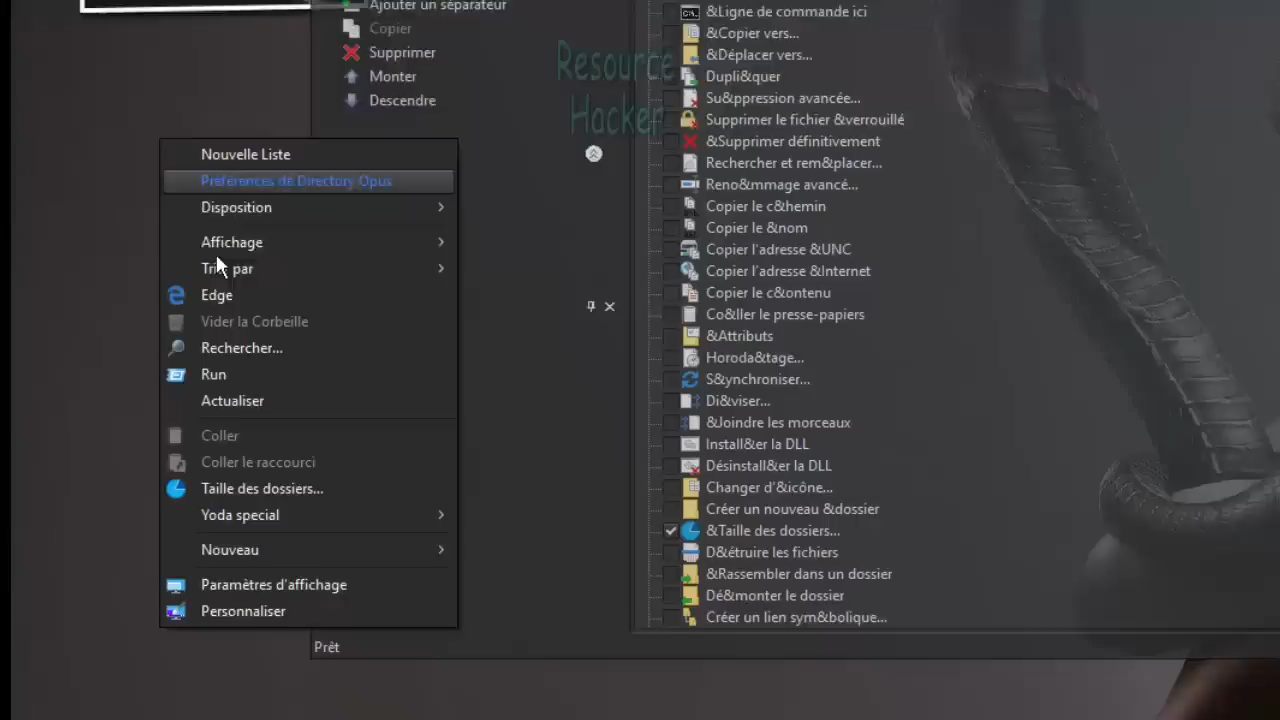 Ajouter un séparateur
Copier
Supprimer
Monter
Descendre
Resource
Hacker
Nouvelle Liste
Préférences de Directory Opus
Disposition
Affichage
Trier par
Edge
Vider la Corbeille
Rechercher...
Run
Actualiser
Coller
Coller le raccourci
Taille des dossiers...
Yoda special
Nouveau
Paramètres d'affichage
Personnaliser
Prêt
&Ligne de commande ici
&Copier vers...
&Déplacer vers...
Dupli&quer
Su&ppression avancée...
Supprimer le fichier &verrouillé
&Supprimer définitivement
Rechercher et rem&placer...
Reno&mmage avancé...
Copier le c&hemin
Copier le &nom
Copier l'adresse &UNC
Copier l'adresse &Internet
Copier le c&ontenu
Co&ller le presse-papiers
&Attributs
Horoda&tage...
S&ynchroniser...
Di&viser...
&Joindre les morceaux
Install&er la DLL
Désinstall&er la DLL
Changer d'&icône...
Créer un nouveau &dossier
&Taille des dossiers...
D&étruire les fichiers
&Rassembler dans un dossier
Dé&monter le dossier
Créer un lien sym&bolique...